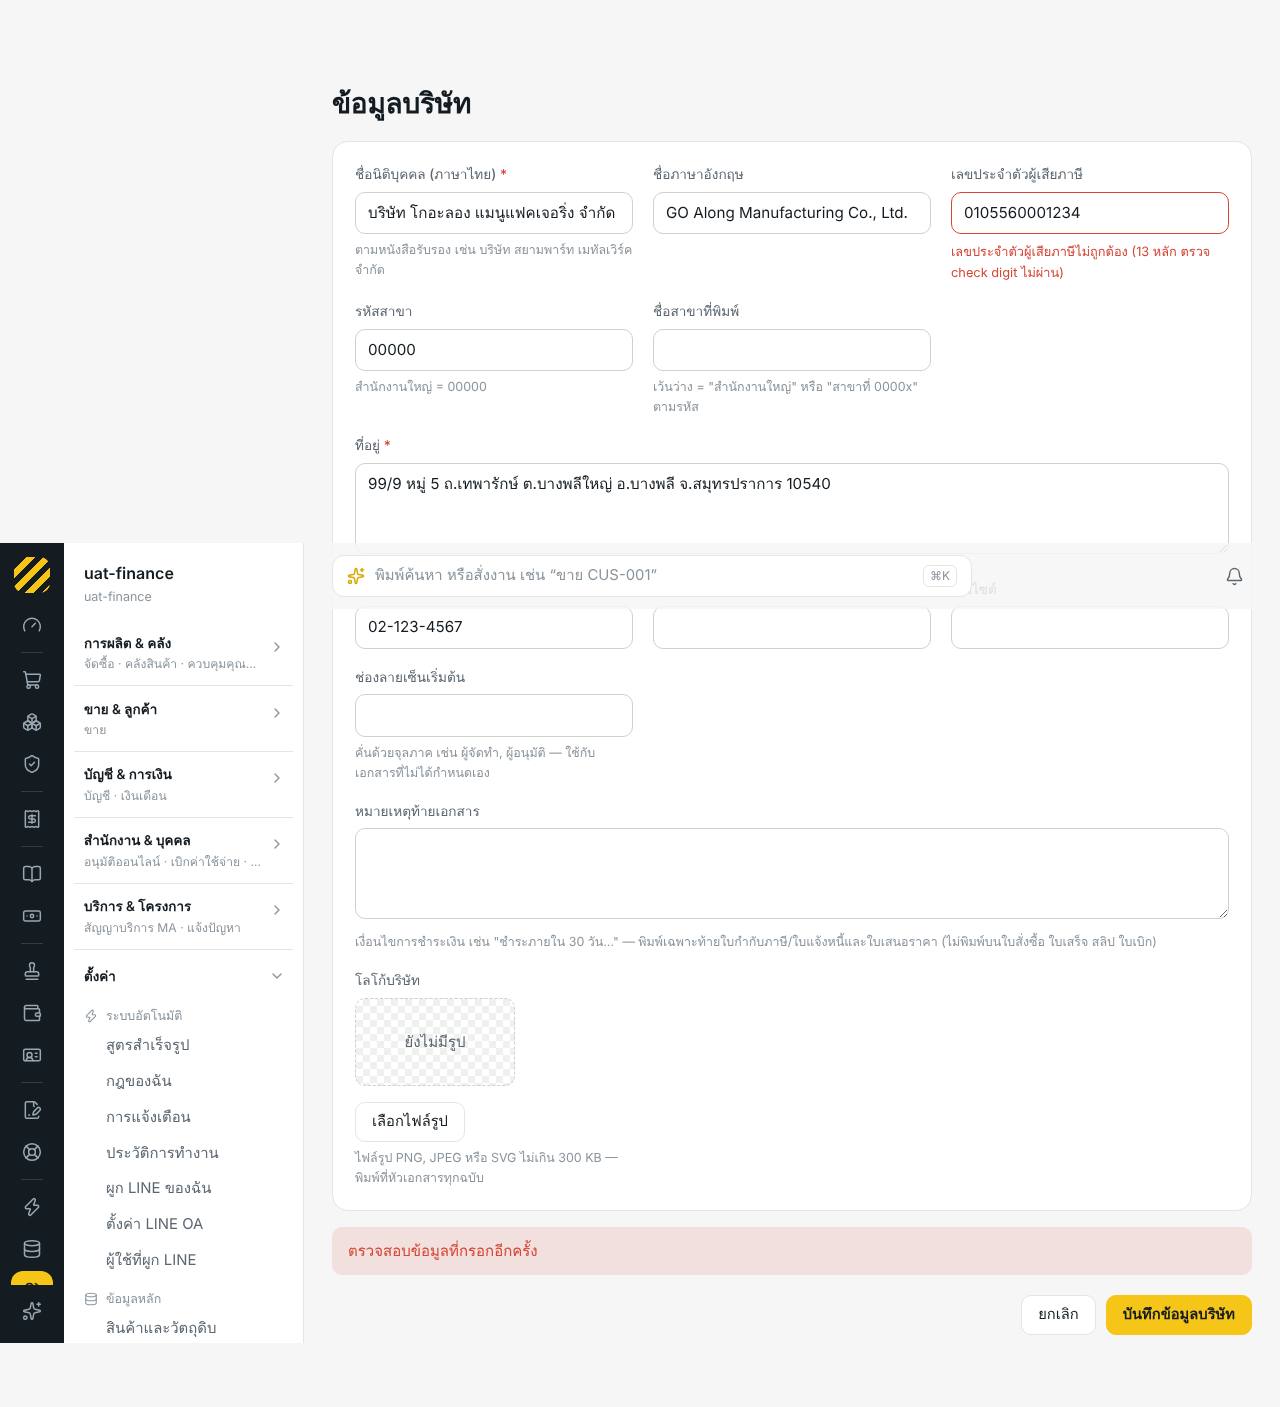 ข้อมูลบริษัท
ชื่อนิติบุคคล (ภาษาไทย) *
บริษัท โกอะลอง แมนูแฟคเจอริ่ง จำกัด
ตามหนังสือรับรอง เช่น บริษัท สยามพาร์ท เมทัลเวิร์ค
จำกัด
ชื่อภาษาอังกฤษ
GO Along Manufacturing Co., Ltd.
เลขประจำตัวผู้เสียภาษี
0105560001234
เลขประจำตัวผู้เสียภาษีไม่ถูกต้อง (13 หลัก ตรวจ
check digit ไม่ผ่าน)
รหัสสาขา
00000
สำนักงานใหญ่ = 00000
ชื่อสาขาที่พิมพ์
เว้นว่าง = "สำนักงานใหญ่" หรือ "สาขาที่ 0000x"
ตามรหัส
ที่อยู่ *
99/9 หมู่ 5 ถ.เทพารักษ์ ต.บางพลีใหญ่ อ.บางพลี จ.สมุทรปราการ 10540
พิมพ์ค้นหา หรือสั่งงาน เช่น “ขาย CUS-001”
⌘K
02-123-4567
ช่องลายเซ็นเริ่มต้น
คั่นด้วยจุลภาค เช่น ผู้จัดทำ, ผู้อนุมัติ — ใช้กับ
เอกสารที่ไม่ได้กำหนดเอง
หมายเหตุท้ายเอกสาร
เงื่อนไขการชำระเงิน เช่น "ชำระภายใน 30 วัน…" — พิมพ์เฉพาะท้ายใบกำกับภาษี/ใบแจ้งหนี้และใบเสนอราคา (ไม่พิมพ์บนใบสั่งซื้อ ใบเสร็จ สลิป ใบเบิก)
โลโก้บริษัท
ยังไม่มีรูป
เลือกไฟล์รูป
ไฟล์รูป PNG, JPEG หรือ SVG ไม่เกิน 300 KB —
พิมพ์ที่หัวเอกสารทุกฉบับ
ตรวจสอบข้อมูลที่กรอกอีกครั้ง
ยกเลิก
บันทึกข้อมูลบริษัท
uat-finance
uat-finance
การผลิต & คลัง
จัดซื้อ · คลังสินค้า · ควบคุมคุณ…
ขาย & ลูกค้า
ขาย
บัญชี & การเงิน
บัญชี · เงินเดือน
สำนักงาน & บุคคล
อนุมัติออนไลน์ · เบิกค่าใช้จ่าย · …
บริการ & โครงการ
สัญญาบริการ MA · แจ้งปัญหา
ตั้งค่า
ระบบอัตโนมัติ
สูตรสำเร็จรูป
กฎของฉัน
การแจ้งเตือน
ประวัติการทำงาน
ผูก LINE ของฉัน
ตั้งค่า LINE OA
ผู้ใช้ที่ผูก LINE
ข้อมูลหลัก
สินค้าและวัตถุดิบ